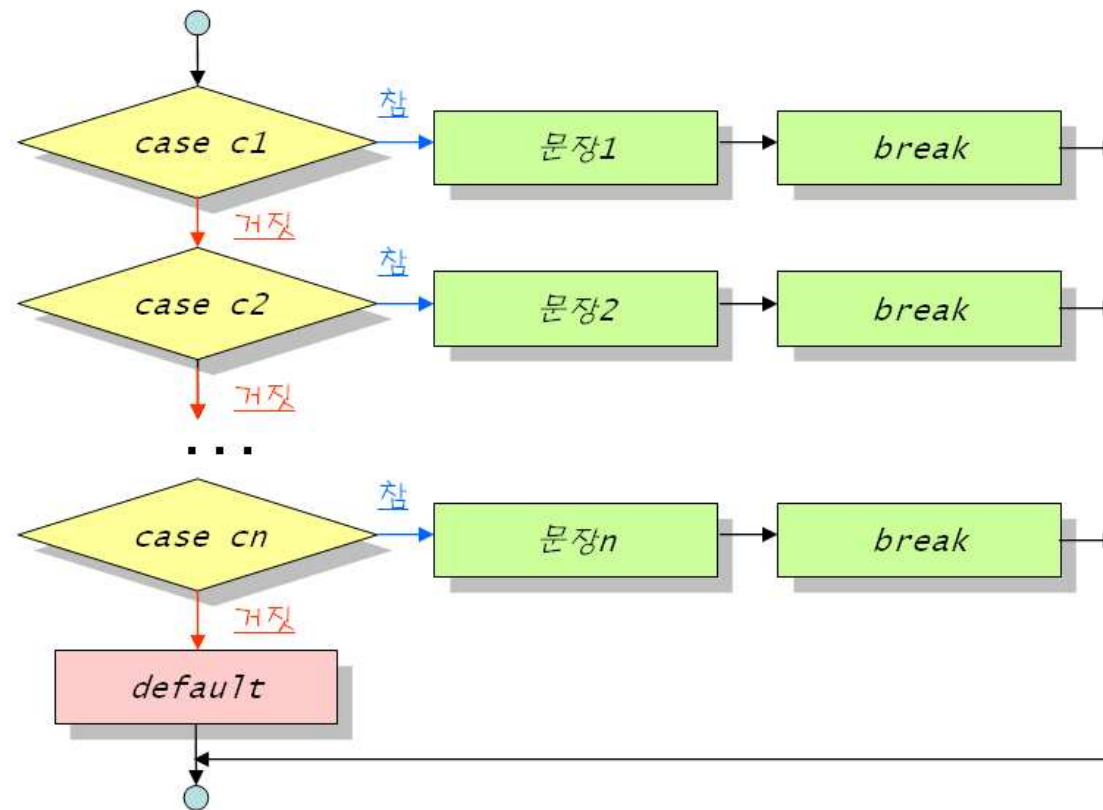 참
case c1
문장1
break
거짓
참
case c2
문장2
break
거짓
...
참
case cn
문장n
break
거짓
default